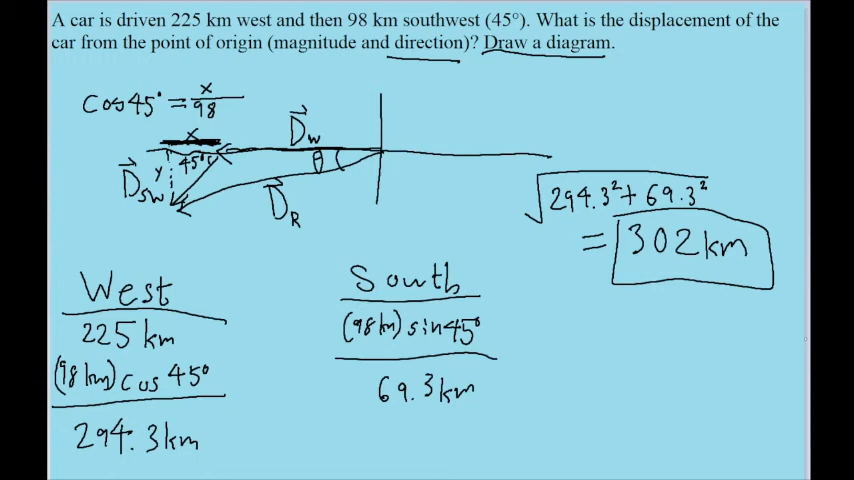 A car is driven 225 km west and then 98 km southwest (45°). What is the displacement of the
car from the point of origin (magnitude and direction)? Draw a diagram.
cos45° = x/98
x
D⃗w
45°
θ
y
D⃗sw
D⃗R
√294.3² + 69.3²
= 302 km
West
225 km
(98 km) cos 45°
294.3 km
South
(98 km) sin 45°
69.3 km